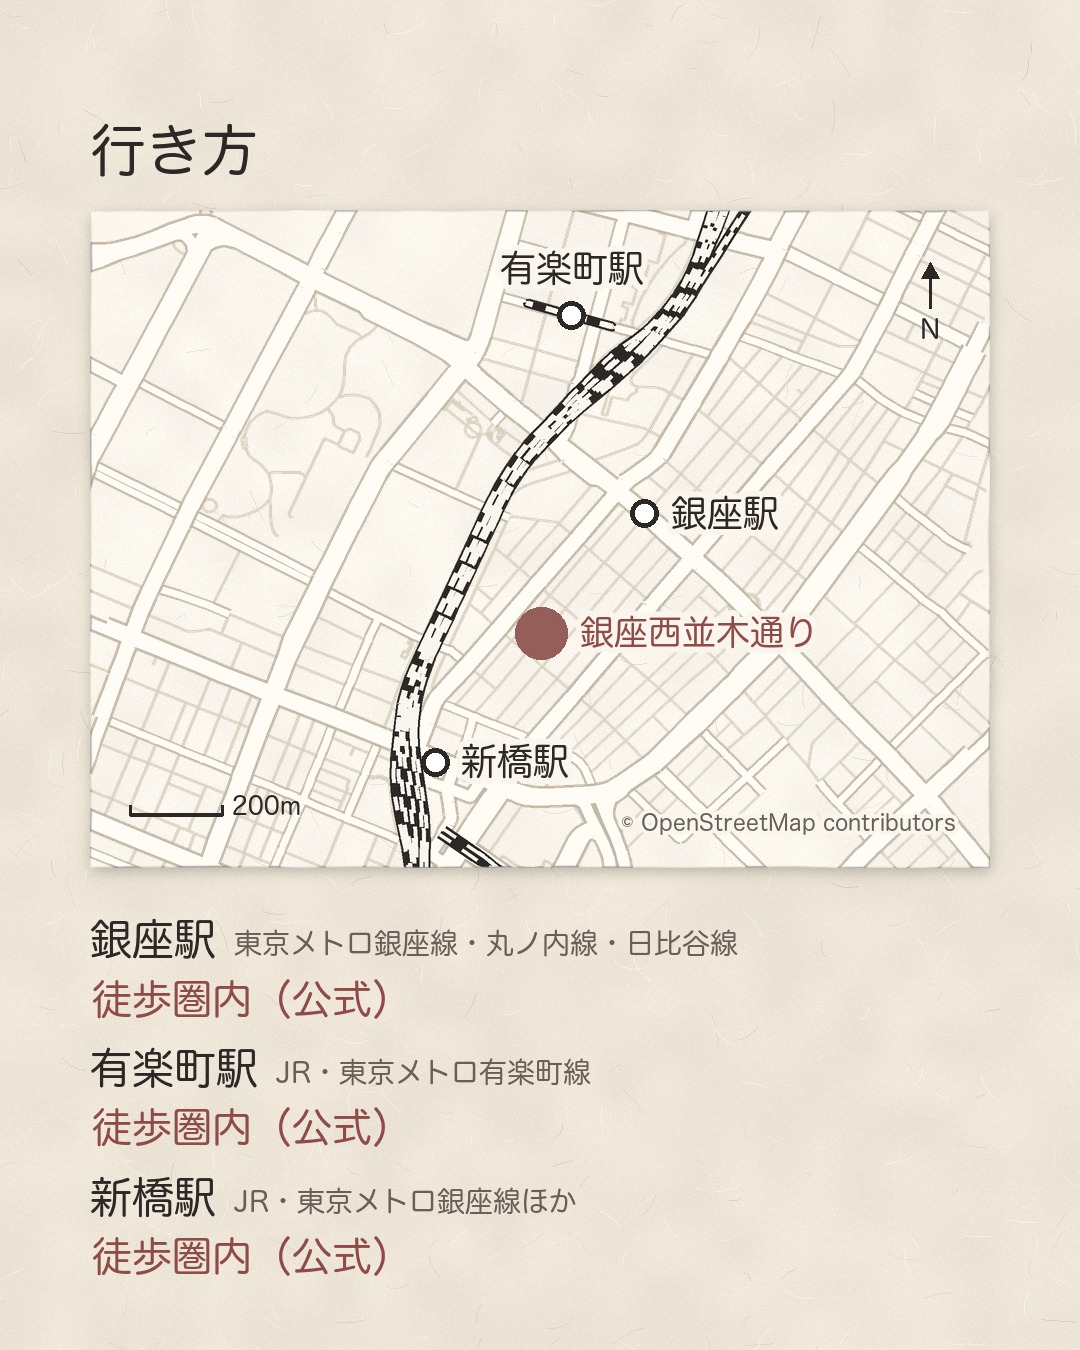 行き方
有楽町駅
N
銀座駅
銀座西並木通り
新橋駅
200m
© OpenStreetMap contributors
銀座駅 東京メトロ銀座線・丸ノ内線・日比谷線
徒歩圏内（公式）
有楽町駅 JR・東京メトロ有楽町線
徒歩圏内（公式）
新橋駅 JR・東京メトロ銀座線ほか
徒歩圏内（公式）